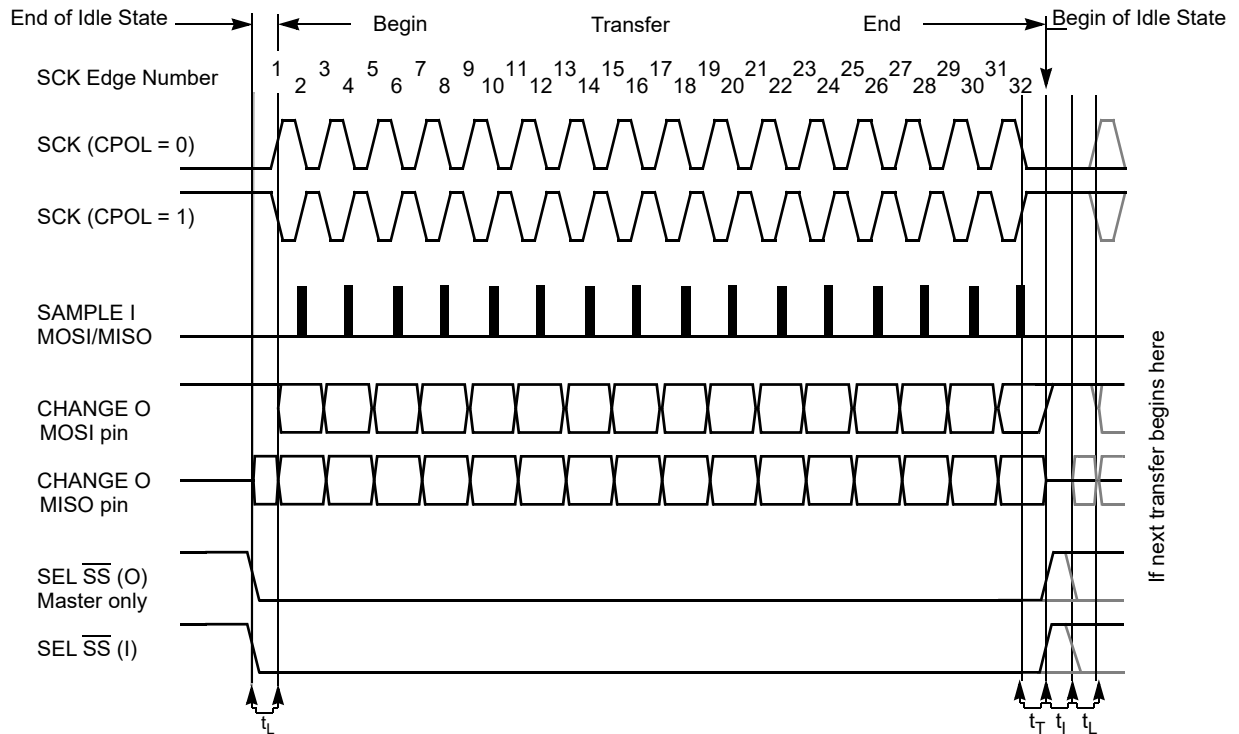 End of Idle State
Begin
Transfer
End
Begin of Idle State
SCK Edge Number
1 3 5 7 9 11 13 15 17 19 21 23 25 27 29 31
2 4 6 8 10 12 14 16 18 20 22 24 26 28 30 32
SCK (CPOL = 0)
SCK (CPOL = 1)
SAMPLE I
MOSI/MISO
CHANGE O
MOSI pin
CHANGE O
MISO pin
SEL S̅S̅ (O)
Master only
SEL S̅S̅ (I)
If next transfer begins here
tL
tT tI tL